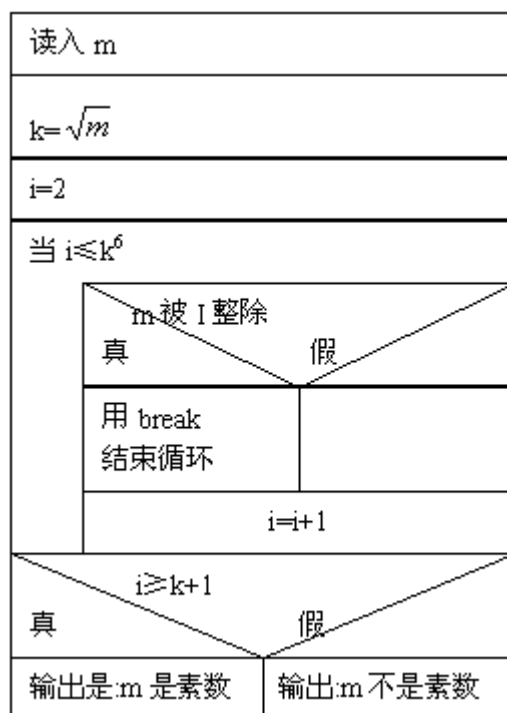 读入 m
k=√m
i=2
当 i≤k⁶
m 被 I 整除
真 假
用 break
结束循环
i=i+1
i≥k+1
真 假
输出是:m 是素数 输出:m 不是素数